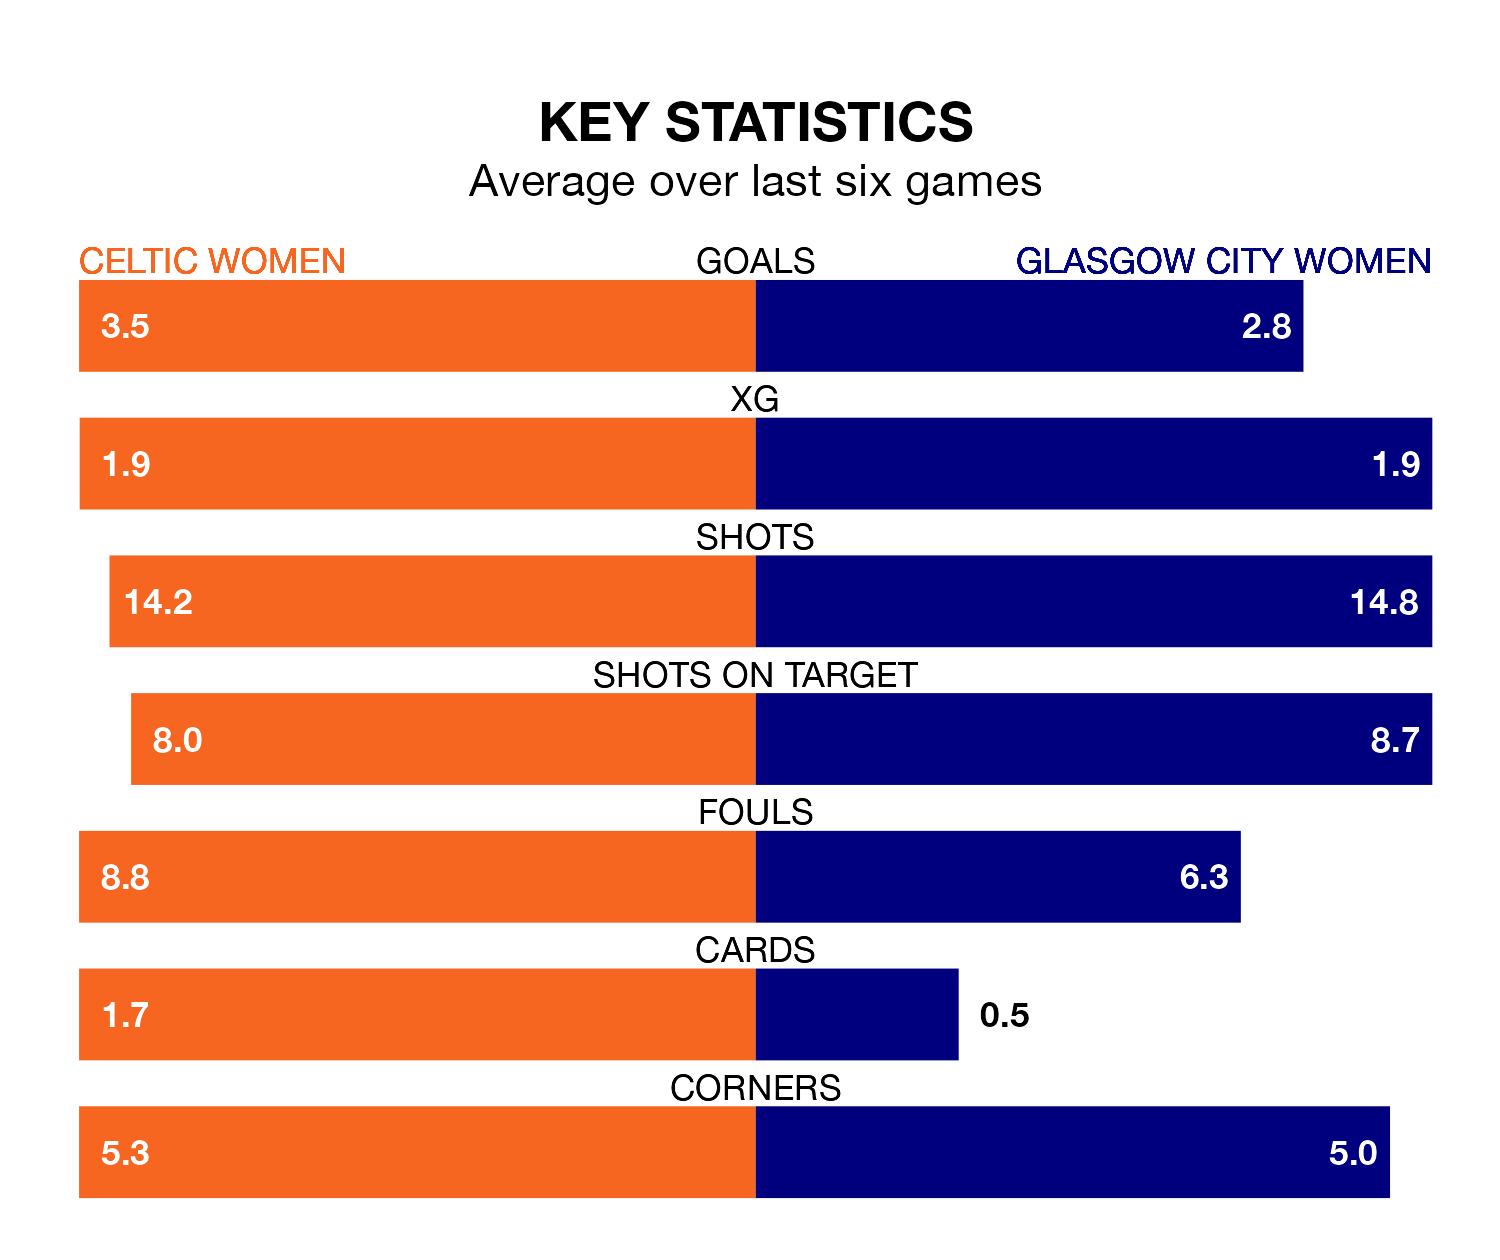 KEY STATISTICS
Average over last six games
CELTIC WOMEN GOALS GLASGOW CITY WOMEN
3.5 2.8
XG
1.9 1.9
SHOTS
14.2 14.8
SHOTS ON TARGET
8.0 8.7
FOULS
8.8 6.3
CARDS
1.7 0.5
CORNERS
5.3 5.0